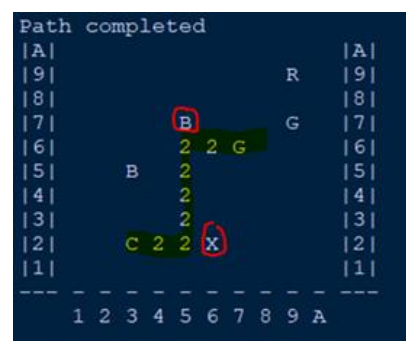 Path completed
|A|                     |A|
|9|                 R   |9|
|8|                     |8|
|7|         B       G   |7|
|6|         2 2 G       |6|
|5|     B   2           |5|
|4|         2           |4|
|3|         2           |3|
|2|     C 2 2 X         |2|
|1|                     |1|
--- - - - - - - - - - - ---
    1 2 3 4 5 6 7 8 9 A